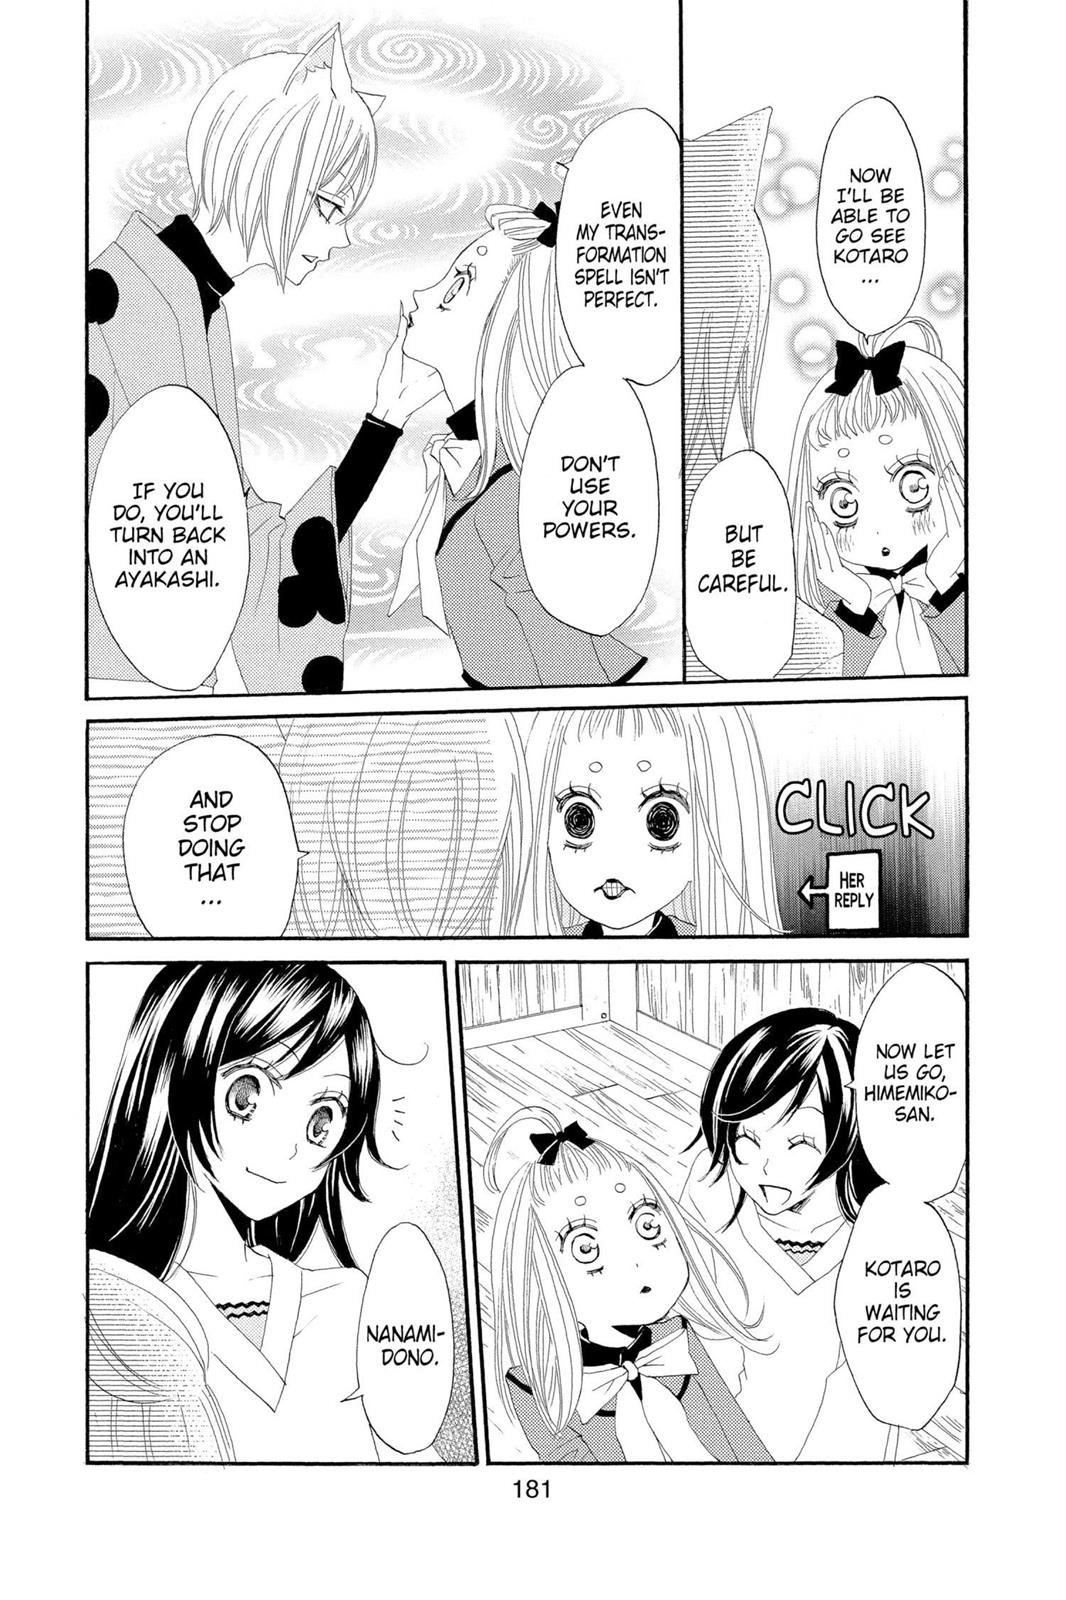 NOW
I'LL BE
ABLE TO
GO SEE
KOTARO
...
BUT
BE
CAREFUL.
EVEN
MY TRANS-
FORMATION
SPELL ISN'T
PERFECT.
DON'T
USE
YOUR
POWERS.
IF YOU
DO, YOU'LL
TURN BACK
INTO AN
AYAKASHI.
CLICK
HER
REPLY
AND
STOP
DOING
THAT
...
NOW LET
US GO,
HIMEMIKO-
SAN.
KOTARO
IS
WAITING
FOR YOU.
NANAMI-
DONO.
181